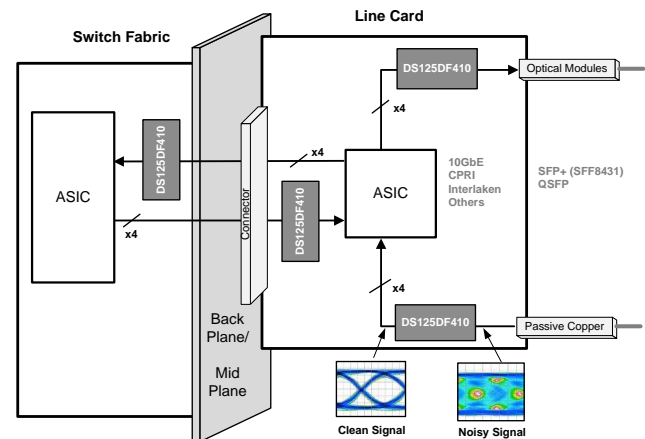 Line Card
Switch Fabric
DS125DF410
Optical Modules
x4
DS125DF410
x4
ASIC
ASIC
10GbE
CPRI
Interlaken
Others
SFP+ (SFF8431)
QSFP
x4
DS125DF410
Connector
x4
Back
Plane/
Mid
Plane
DS125DF410
Passive Copper
Clean Signal
Noisy Signal